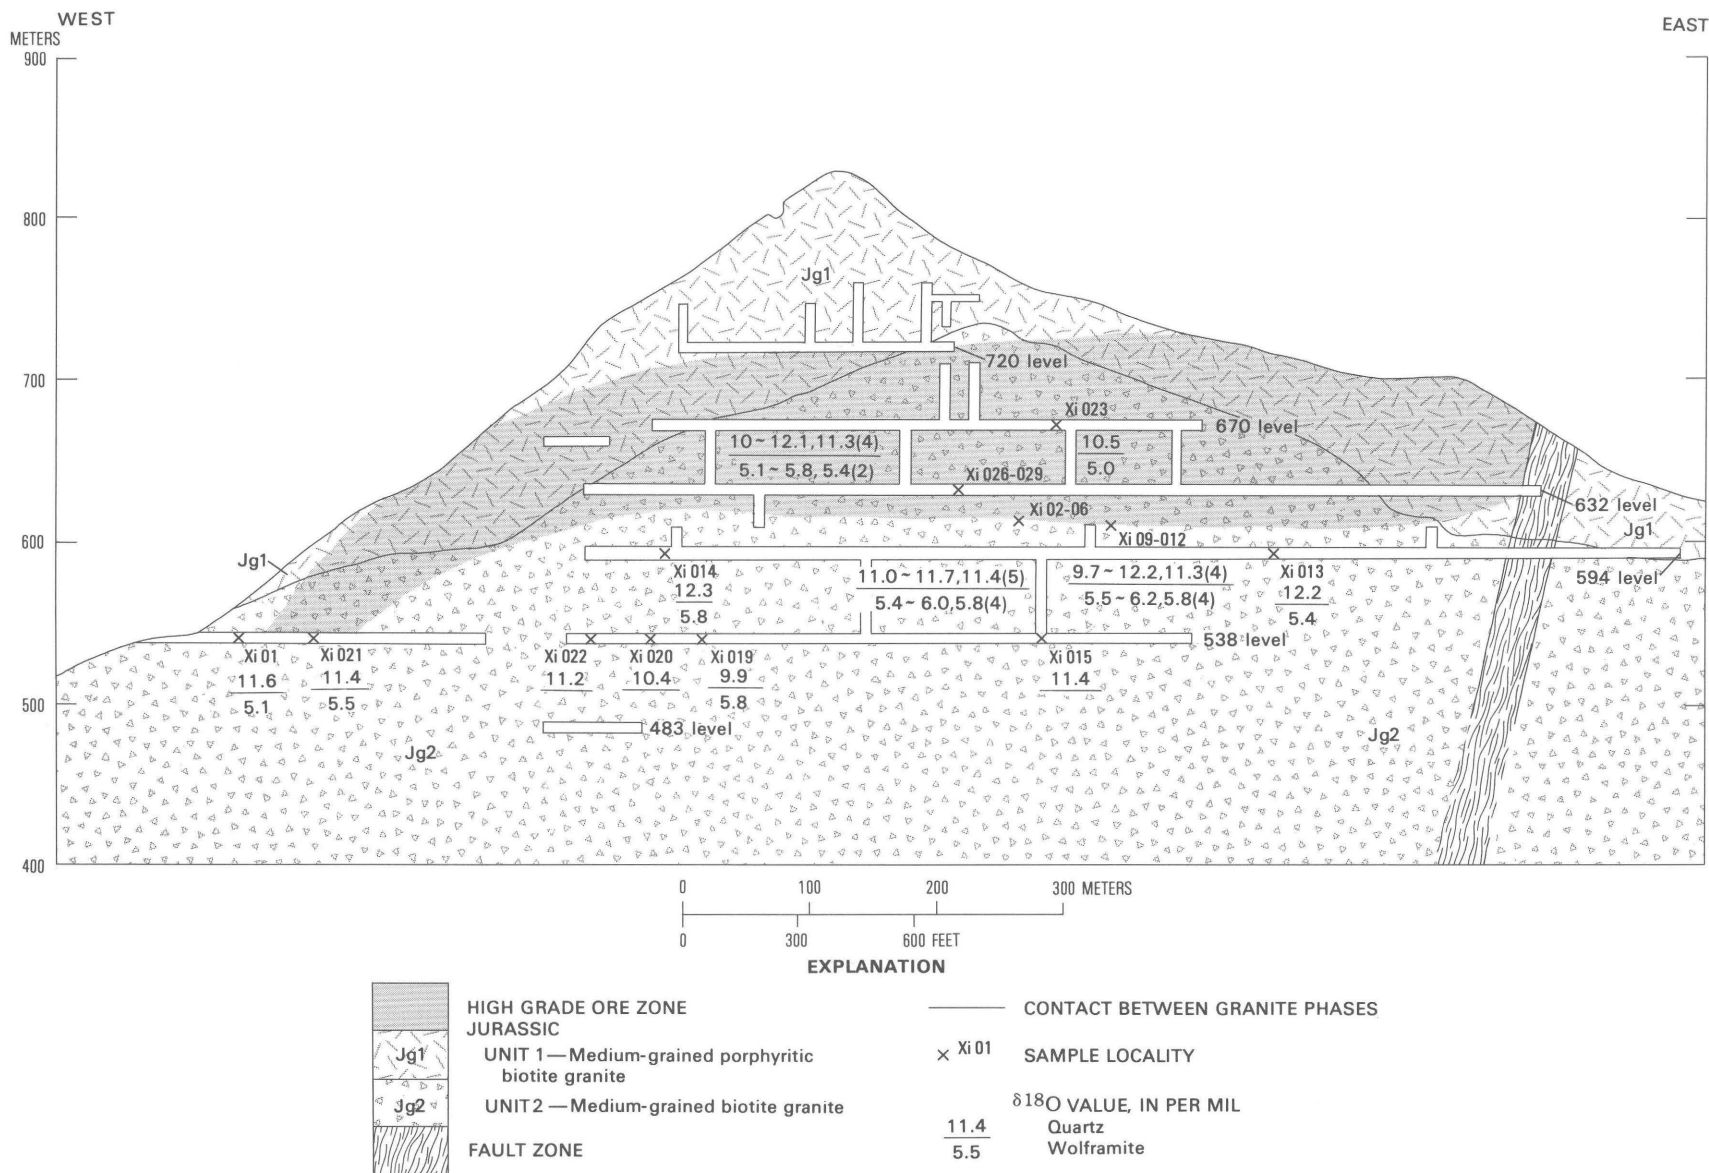 WEST
EAST
METERS
900
800
700
600
500
400
Jg1
720 level
Xi 023
670 level
10 ~ 12.1, 11.3(4)
5.1 ~ 5.8, 5.4(2)
10.5
5.0
Xi 026-029
632 level
Xi 02-06
Xi 09-012
Jg1
Jg1
594 level
Xi 014
12.3
5.8
11.0 ~ 11.7, 11.4(5)
5.4 ~ 6.0, 5.8(4)
9.7 ~ 12.2, 11.3(4)
5.5 ~ 6.2, 5.8(4)
Xi 013
12.2
5.4
538 level
Xi 01
11.6
5.1
Xi 021
11.4
5.5
Xi 022
11.2
Xi 020
10.4
Xi 019
9.9
5.8
Xi 015
11.4
483 level
Jg2
Jg2
0 100 200 300 METERS
0 300 600 FEET
EXPLANATION
HIGH GRADE ORE ZONE
JURASSIC
Jg1 UNIT 1—Medium-grained porphyritic
biotite granite
Jg2 UNIT 2 —Medium-grained biotite granite
FAULT ZONE
CONTACT BETWEEN GRANITE PHASES
× Xi 01 SAMPLE LOCALITY
δ18O VALUE, IN PER MIL
11.4 Quartz
5.5 Wolframite